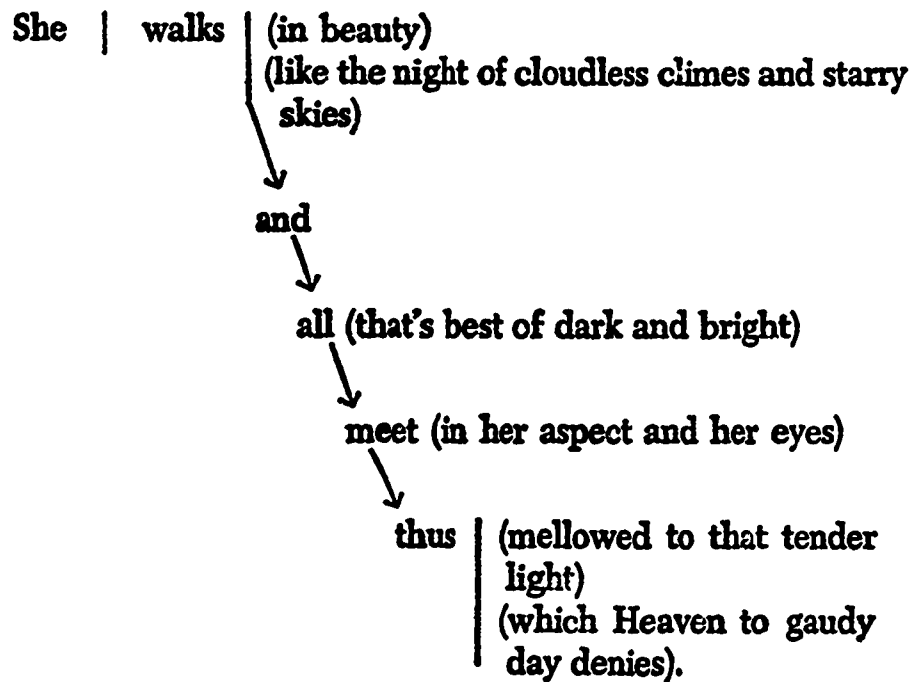 She | walks | (in beauty)
(like the night of cloudless climes and starry
skies)
and
all (that's best of dark and bright)
meet (in her aspect and her eyes)
thus | (mellowed to that tender
light)
(which Heaven to gaudy
day denies).